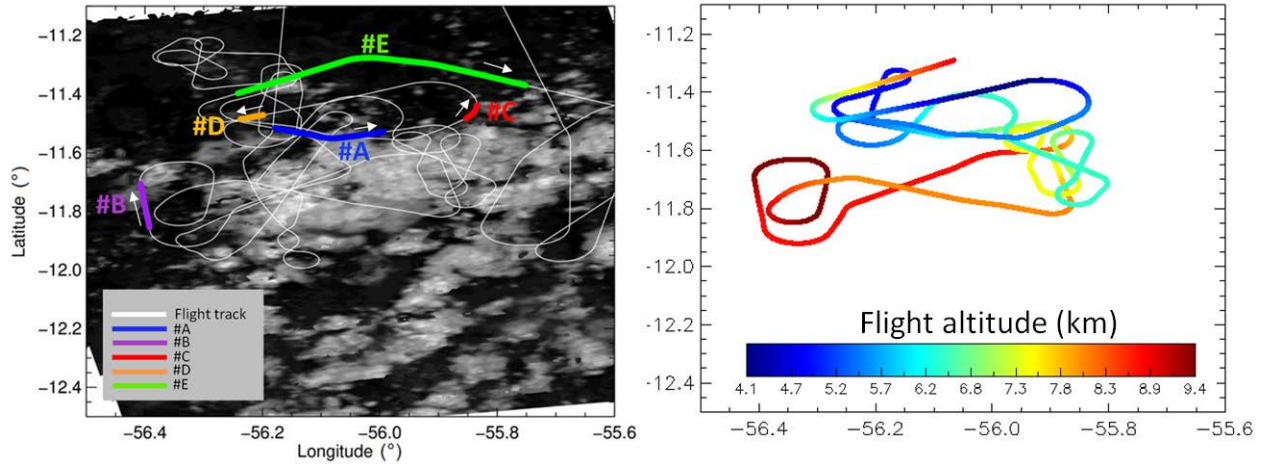 −11.2
−11.4
−11.6
−11.8
−12.0
−12.2
−12.4
Latitude (°)
#E
#D
#C
#A
#B
Flight track
#A
#B
#C
#D
#E
−56.4 −56.2 −56.0 −55.8 −55.6
Longitude (°)
-11.2
-11.4
-11.6
-11.8
-12.0
-12.2
-12.4
Flight altitude (km)
4.1 4.7 5.2 5.7 6.2 6.8 7.3 7.8 8.3 8.9 9.4
−56.4 −56.2 −56.0 −55.8 −55.6